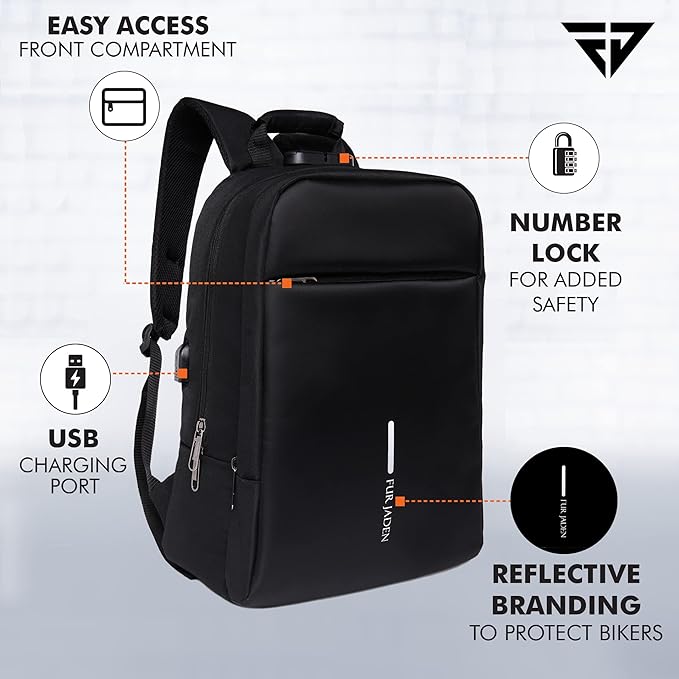 EASY ACCESS
FRONT COMPARTMENT
NUMBER
LOCK
FOR ADDED
SAFETY
USB
CHARGING
PORT
FUR JADEN
FUR JADEN
REFLECTIVE
BRANDING
TO PROTECT BIKERS